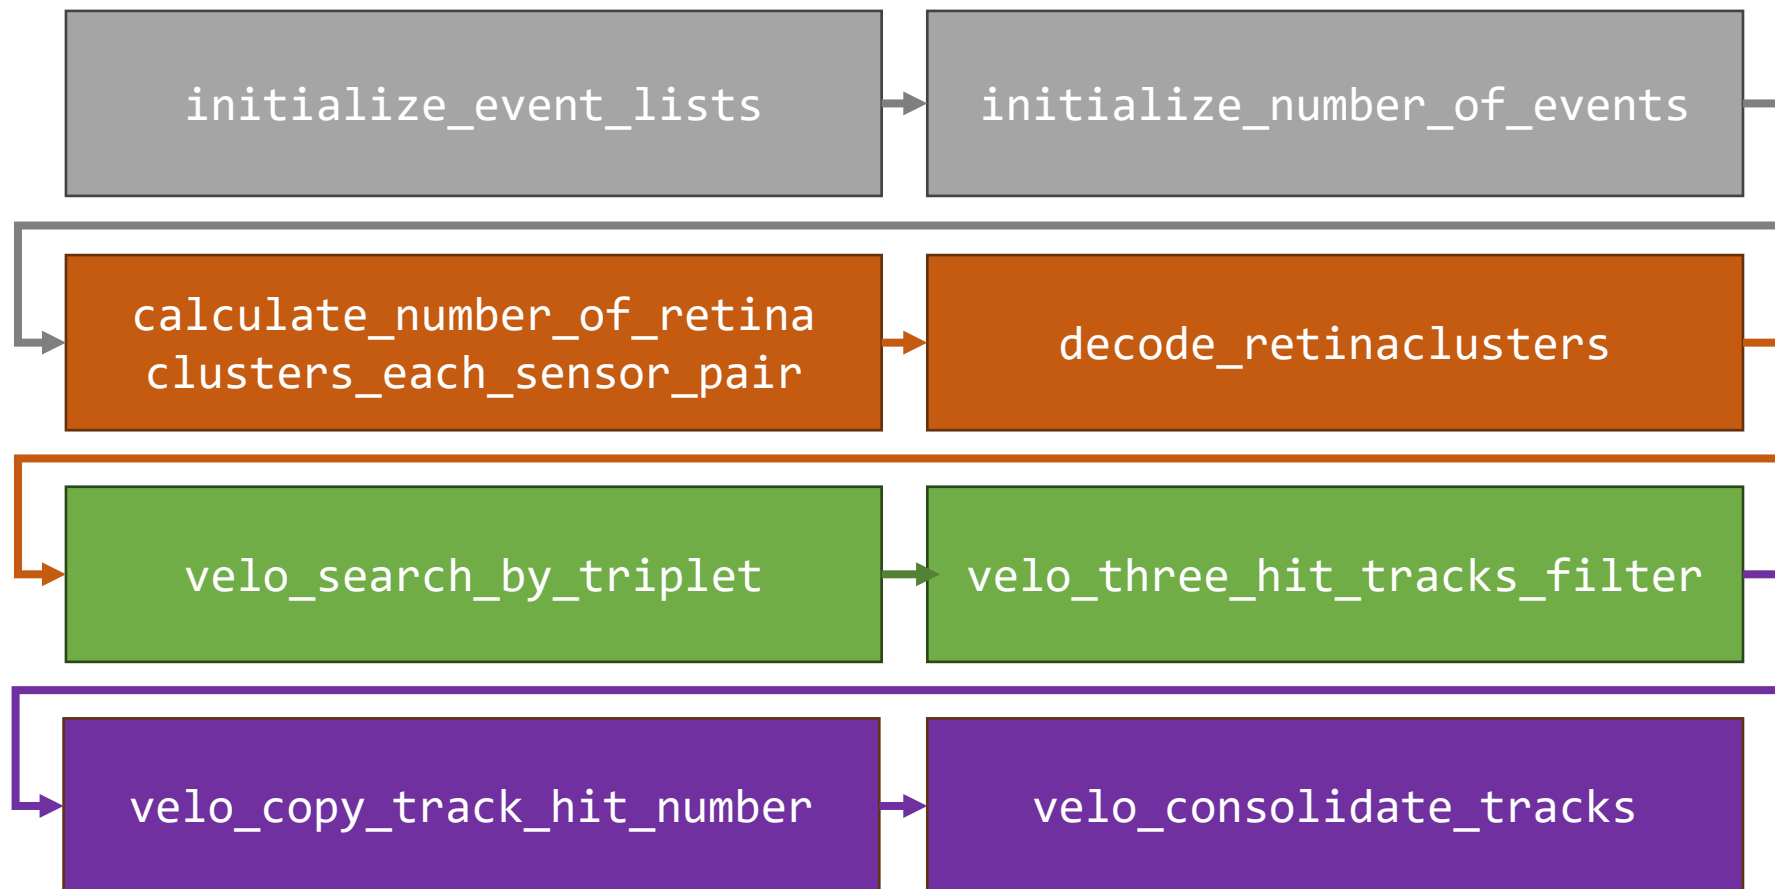 initialize_event_lists
initialize_number_of_events
calculate_number_of_retina
clusters_each_sensor_pair
decode_retinaclusters
velo_search_by_triplet
velo_three_hit_tracks_filter
velo_copy_track_hit_number
velo_consolidate_tracks